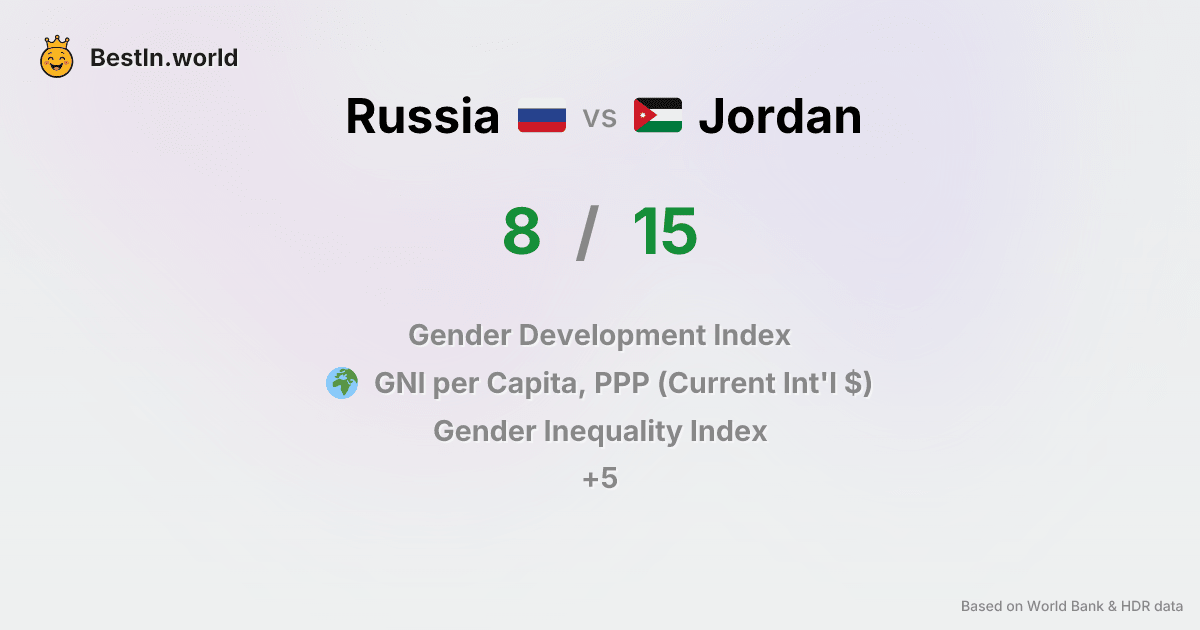 BestIn.world
Russia vs Jordan
8 / 15
Gender Development Index
GNI per Capita, PPP (Current Int'l $)
Gender Inequality Index
+5
Based on World Bank & HDR data